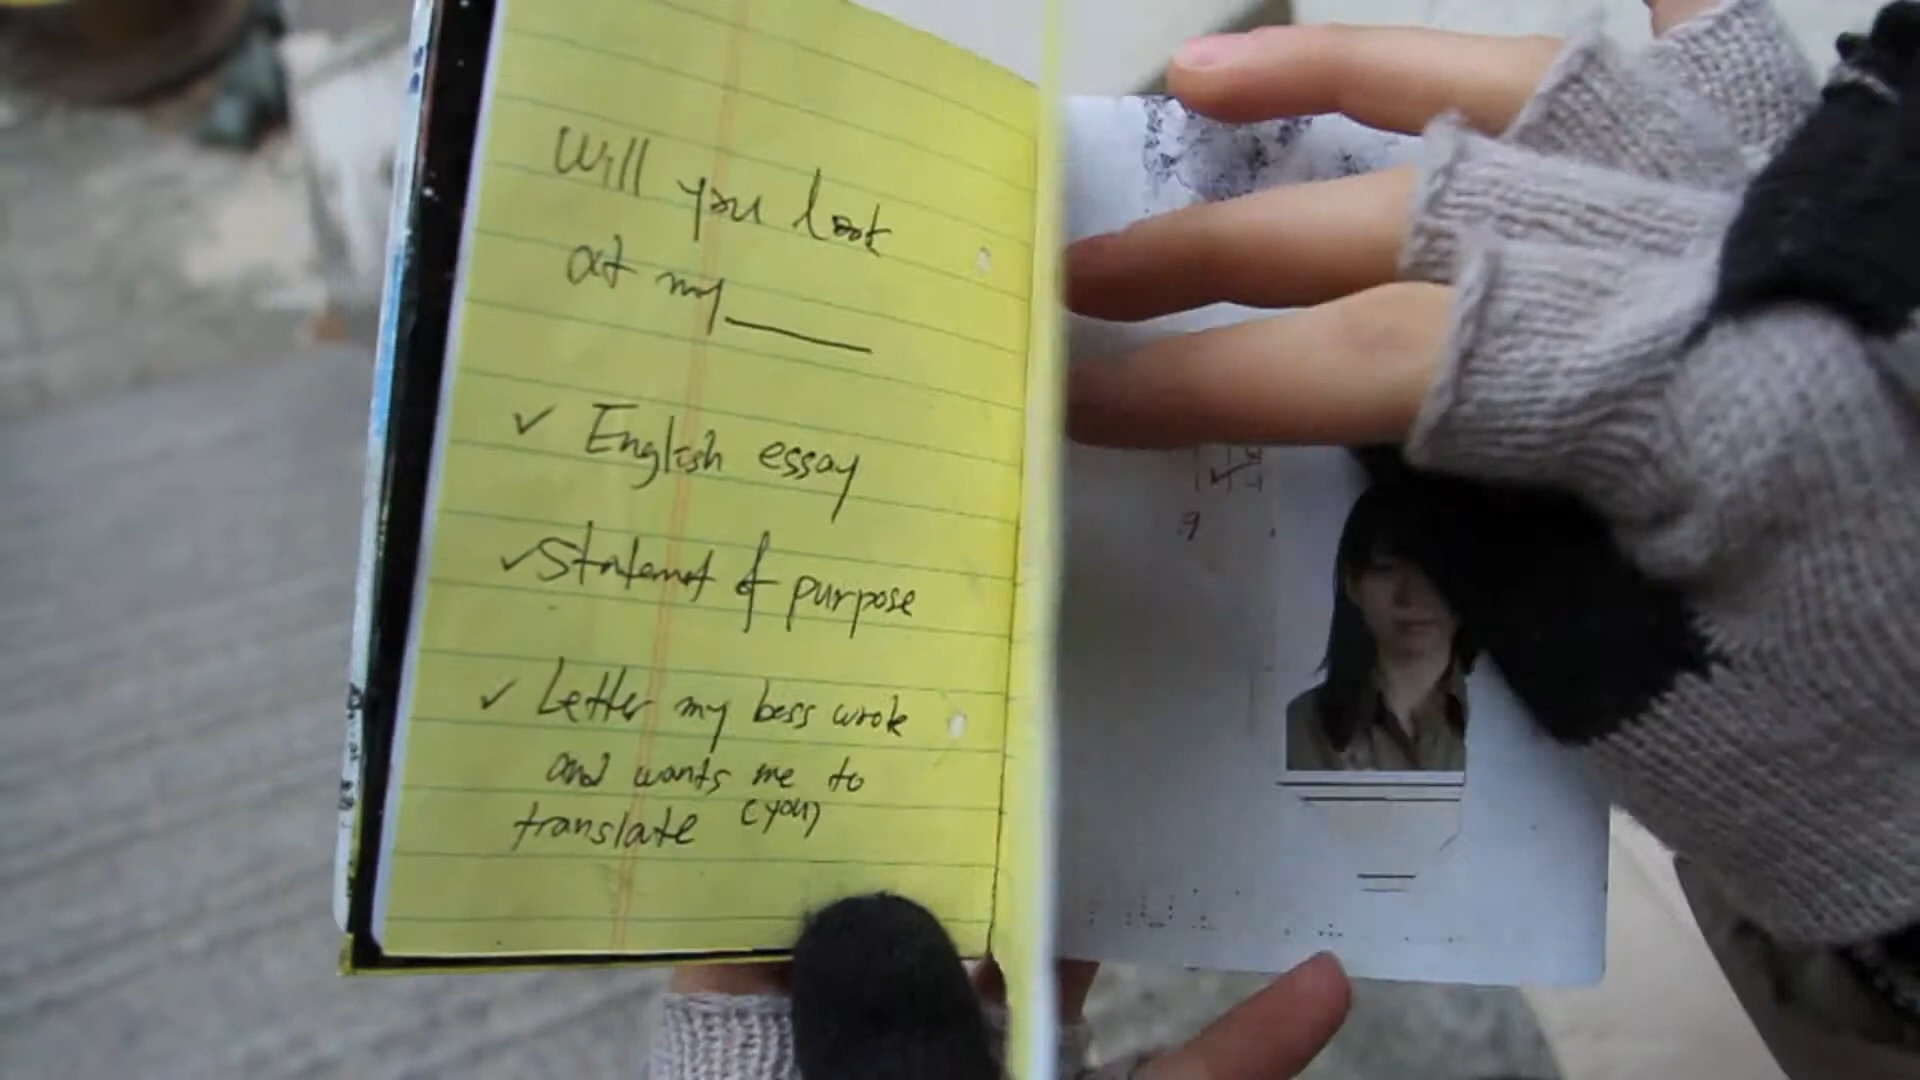 Will you look
at my ____
✓ English essay
✓ Statement of purpose
✓ Letter my boss wrote
and wants me to
translate (you)